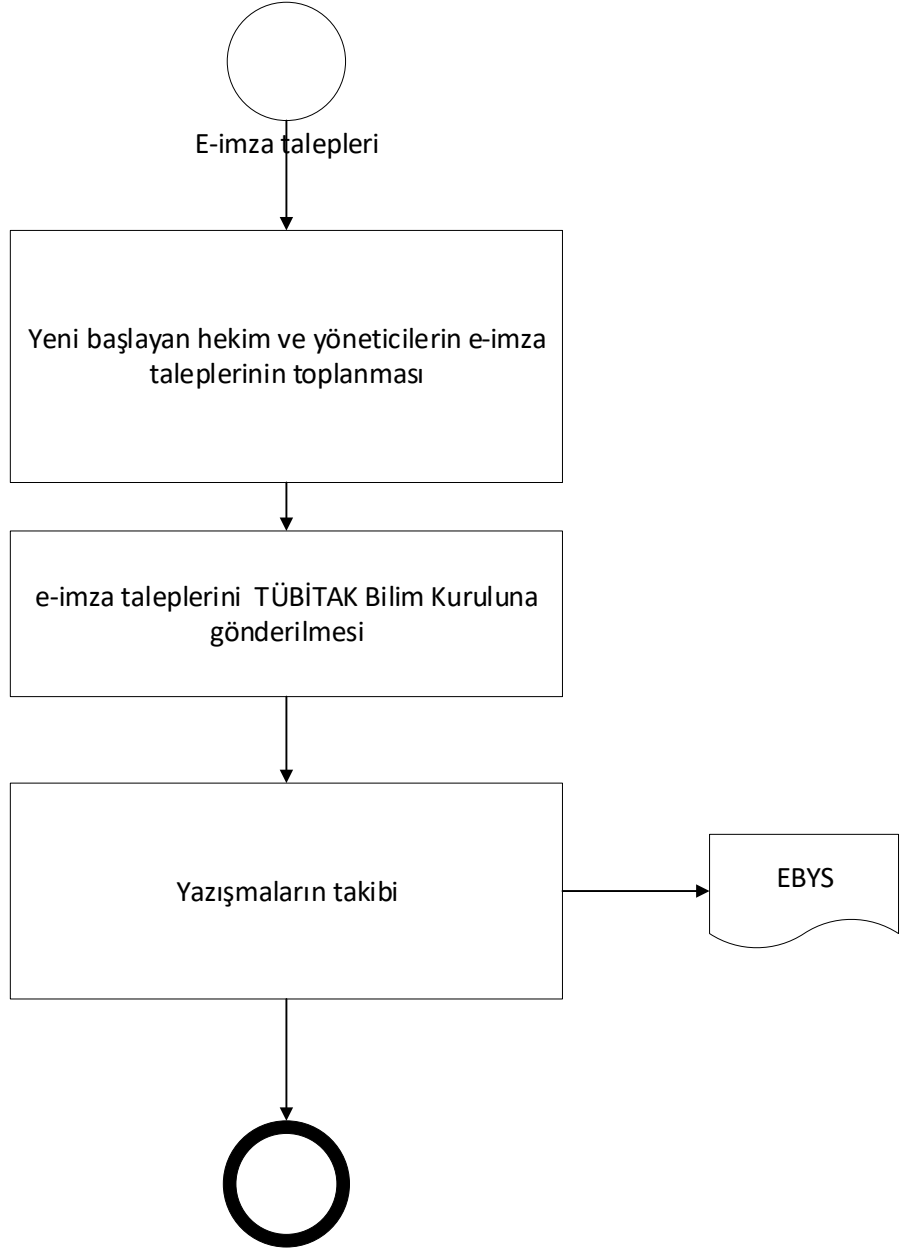 E-imza talepleri
Yeni başlayan hekim ve yöneticilerin e-imza
taleplerinin toplanması
e-imza taleplerini  TÜBİTAK Bilim Kuruluna
gönderilmesi
Yazışmaların takibi
EBYS